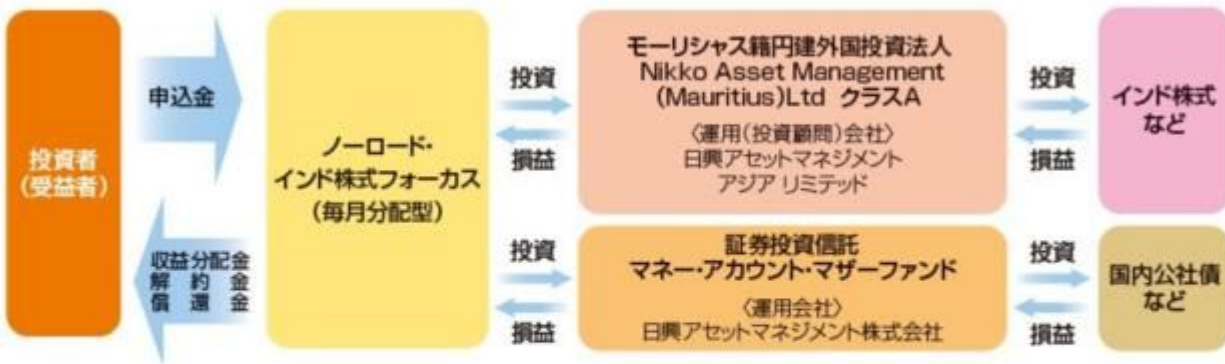 投資者
(受益者)
申込金
収益分配金
解約金
償還金
ノーロード・
インド株式フォーカス
(毎月分配型)
投資
損益
モーリシャス籍円建外国投資法人
Nikko Asset Management
(Mauritius)Ltd クラスA
〈運用(投資顧問)会社〉
日興アセットマネジメント
アジア リミテッド
投資
損益
インド株式
など
投資
損益
証券投資信託
マネー・アカウント・マザーファンド
〈運用会社〉
日興アセットマネジメント株式会社
投資
損益
国内公社債
など